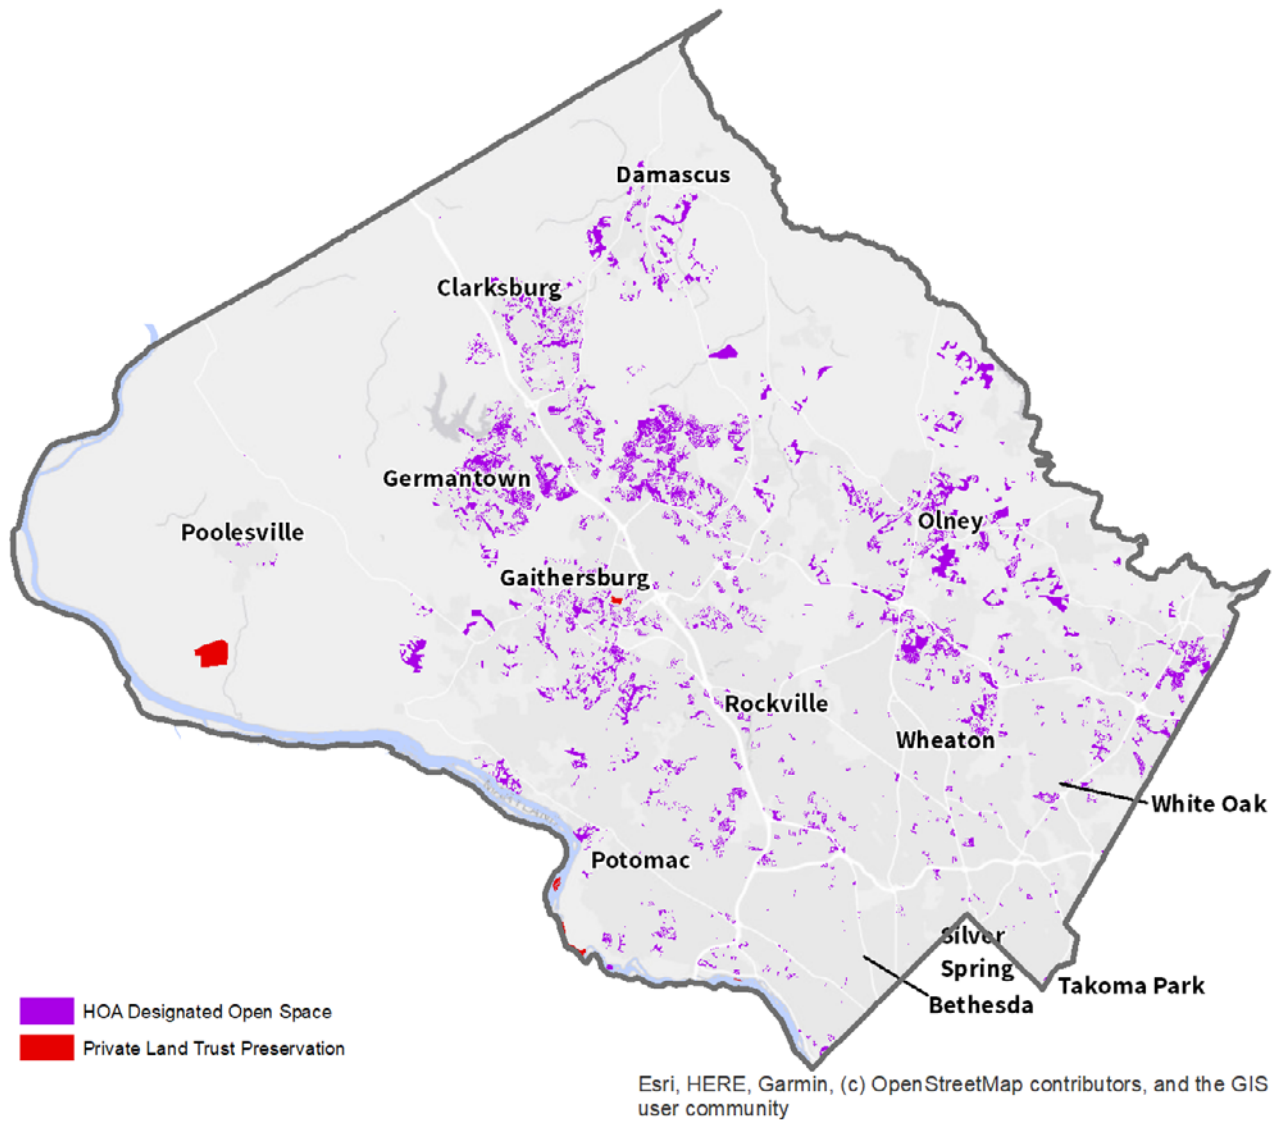 Damascus
Clarksburg
Germantown
Poolesville
Olney
Gaithersburg
Rockville
Wheaton
White Oak
Potomac
Silver
Spring
Takoma Park
Bethesda
HOA Designated Open Space
Private Land Trust Preservation
Esri, HERE, Garmin, (c) OpenStreetMap contributors, and the GIS
user community